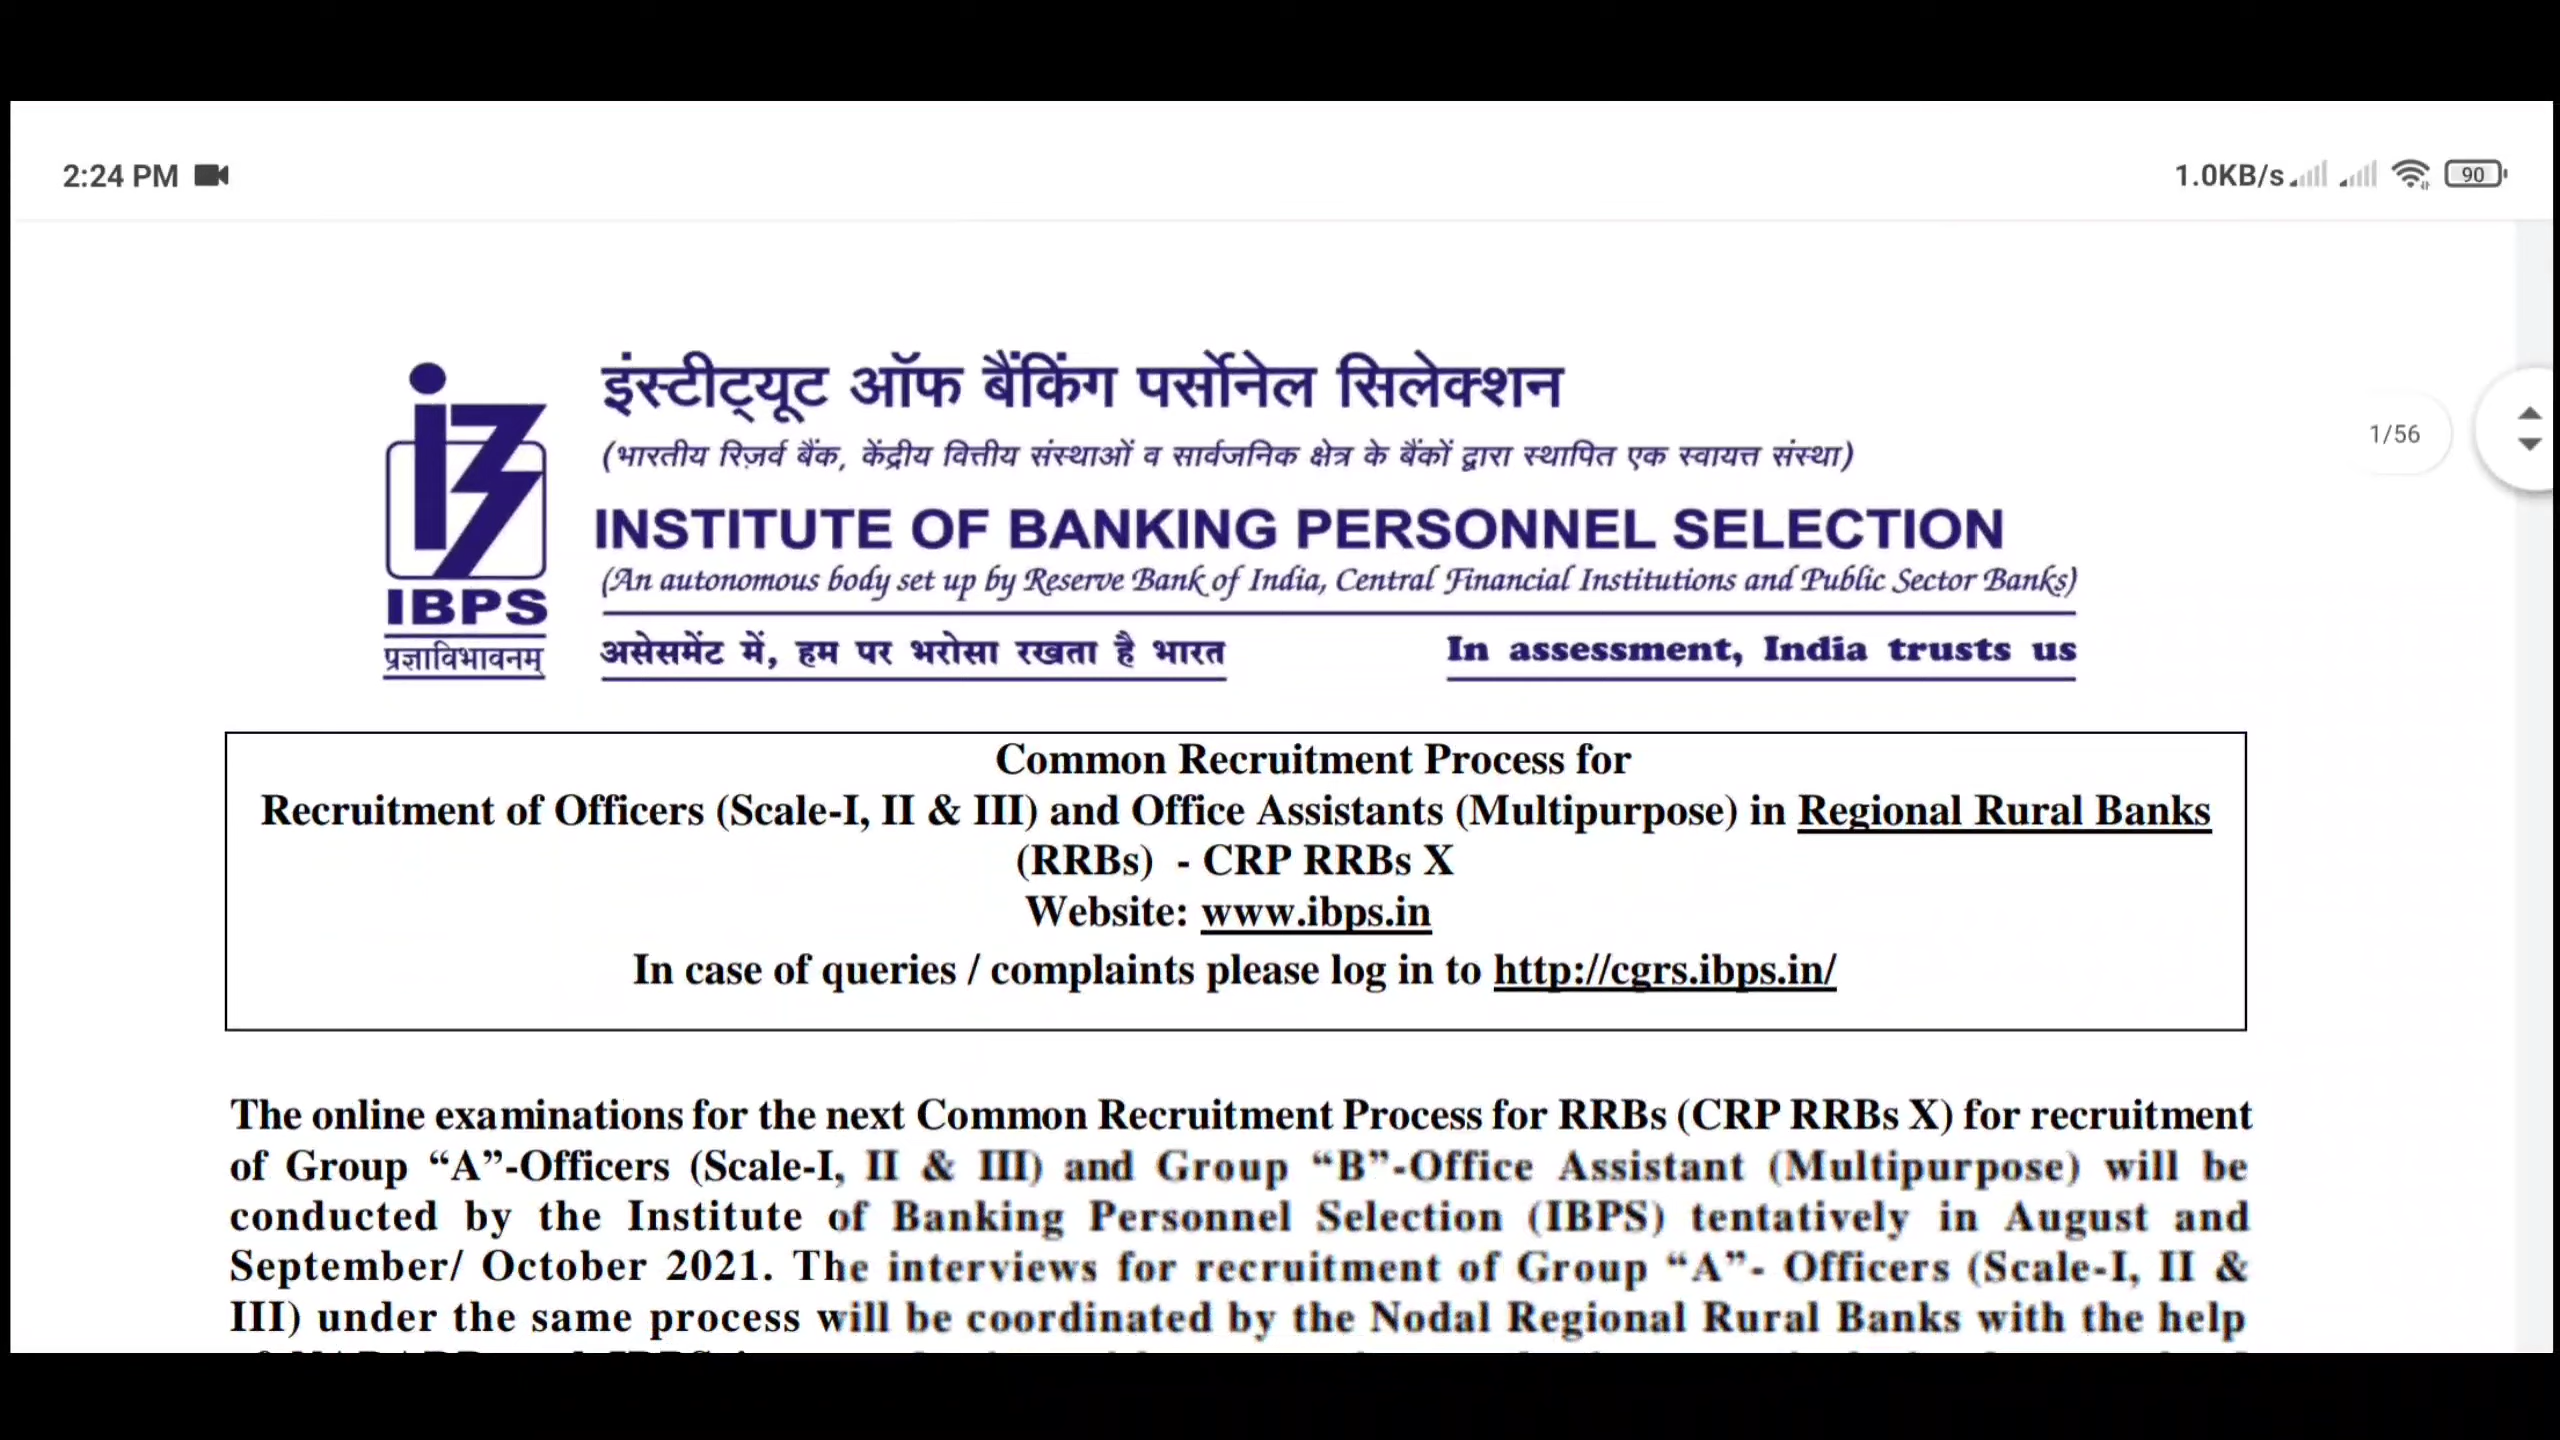 2:24 PM
1.0KB/s
90
1/56
इंस्टीट्यूट ऑफ बैंकिंग पर्सोनेल सिलेक्शन
(भारतीय रिज़र्व बैंक, केंद्रीय वित्तीय संस्थाओं व सार्वजनिक क्षेत्र के बैंकों द्वारा स्थापित एक स्वायत्त संस्था)
INSTITUTE OF BANKING PERSONNEL SELECTION
(An autonomous body set up by Reserve Bank of India, Central Financial Institutions and Public Sector Banks)
IBPS
प्रज्ञाविभावनम्
असेसमेंट में, हम पर भरोसा रखता है भारत
In assessment, India trusts us
Common Recruitment Process for
Recruitment of Officers (Scale-I, II & III) and Office Assistants (Multipurpose) in Regional Rural Banks
(RRBs) - CRP RRBs X
Website: www.ibps.in
In case of queries / complaints please log in to http://cgrs.ibps.in/
The online examinations for the next Common Recruitment Process for RRBs (CRP RRBs X) for recruitment
of Group “A”-Officers (Scale-I, II & III) and Group “B”-Office Assistant (Multipurpose) will be
conducted by the Institute of Banking Personnel Selection (IBPS) tentatively in August and
September/ October 2021. The interviews for recruitment of Group “A”- Officers (Scale-I, II &
III) under the same process will be coordinated by the Nodal Regional Rural Banks with the help